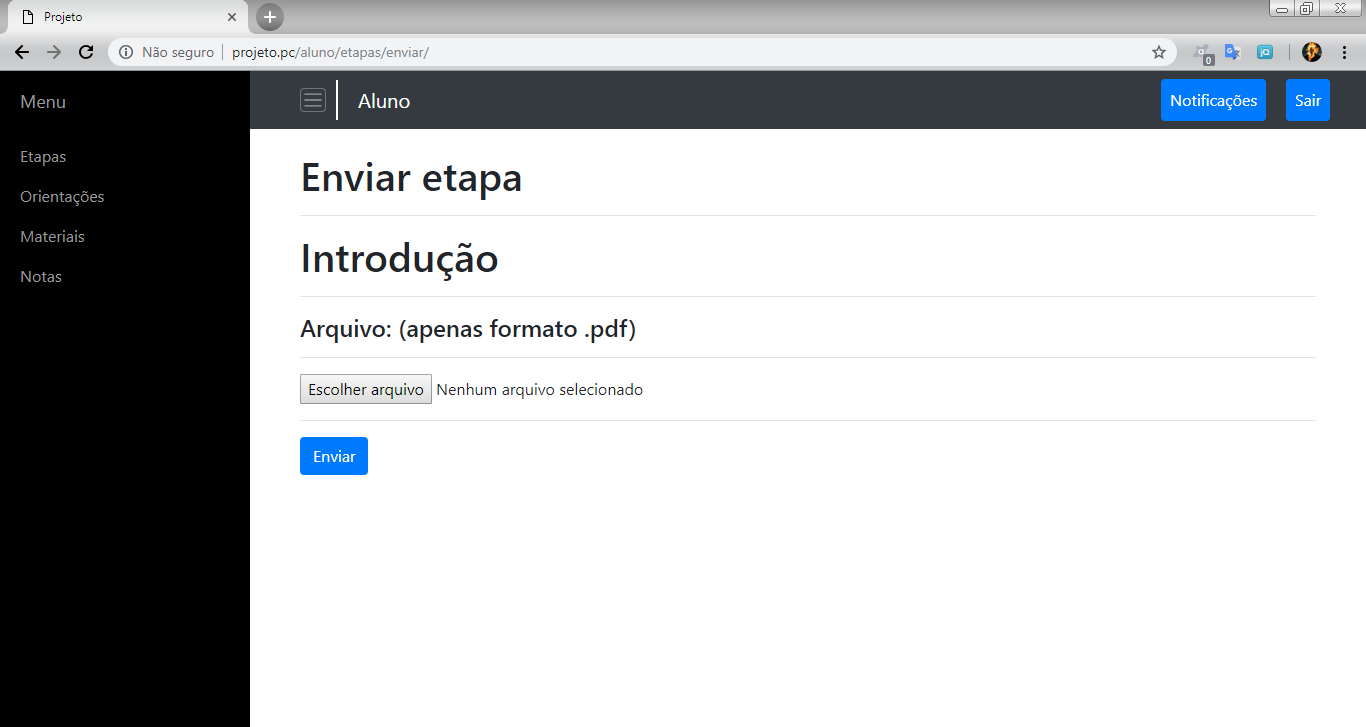 Projeto
Não seguro projeto.pc/aluno/etapas/enviar/
0
jQ
Menu
Aluno
Notificações
Sair
Etapas
Orientações
Materiais
Notas
Enviar etapa
Introdução
Arquivo: (apenas formato .pdf)
Escolher arquivo Nenhum arquivo selecionado
Enviar